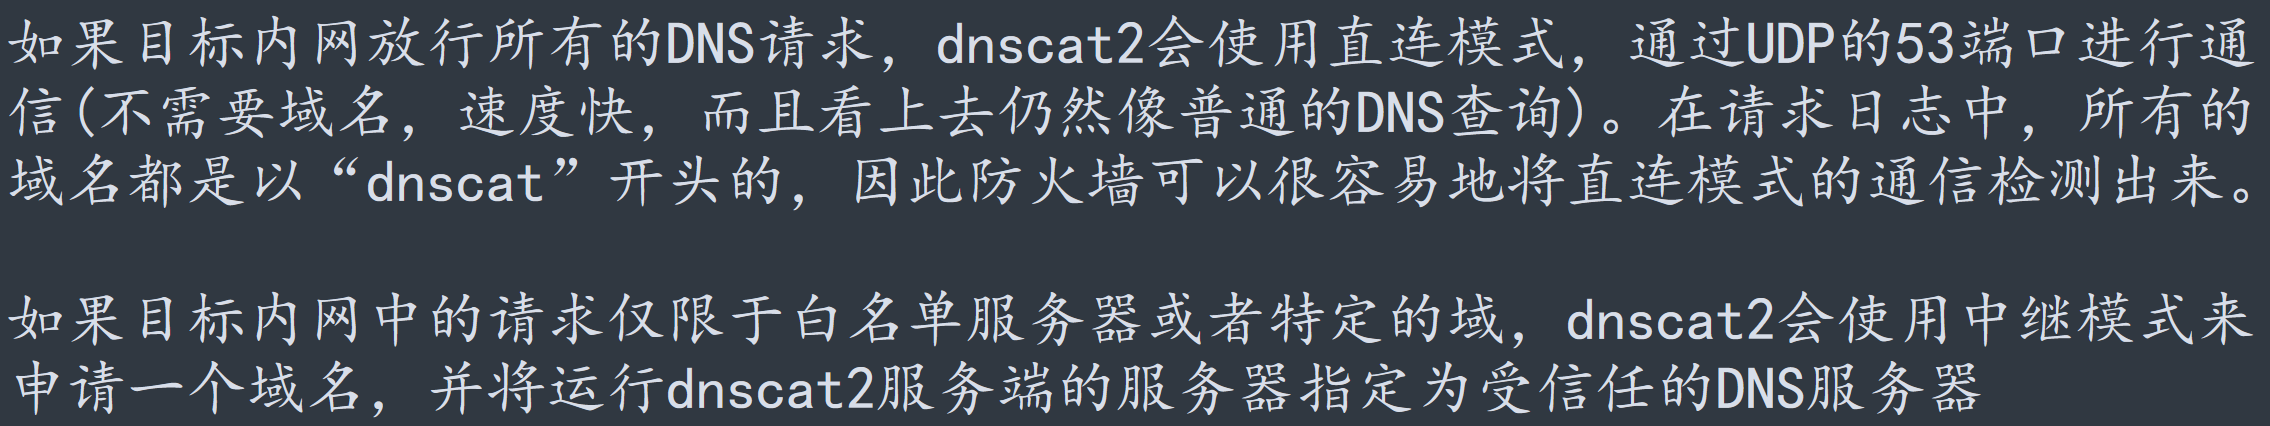 如果目标内网放行所有的DNS请求，dnscat2会使用直连模式，通过UDP的53端口进行通
信(不需要域名，速度快，而且看上去仍然像普通的DNS查询)。在请求日志中，所有的
域名都是以“dnscat”开头的，因此防火墙可以很容易地将直连模式的通信检测出来。
如果目标内网中的请求仅限于白名单服务器或者特定的域，dnscat2会使用中继模式来
申请一个域名，并将运行dnscat2服务端的服务器指定为受信任的DNS服务器